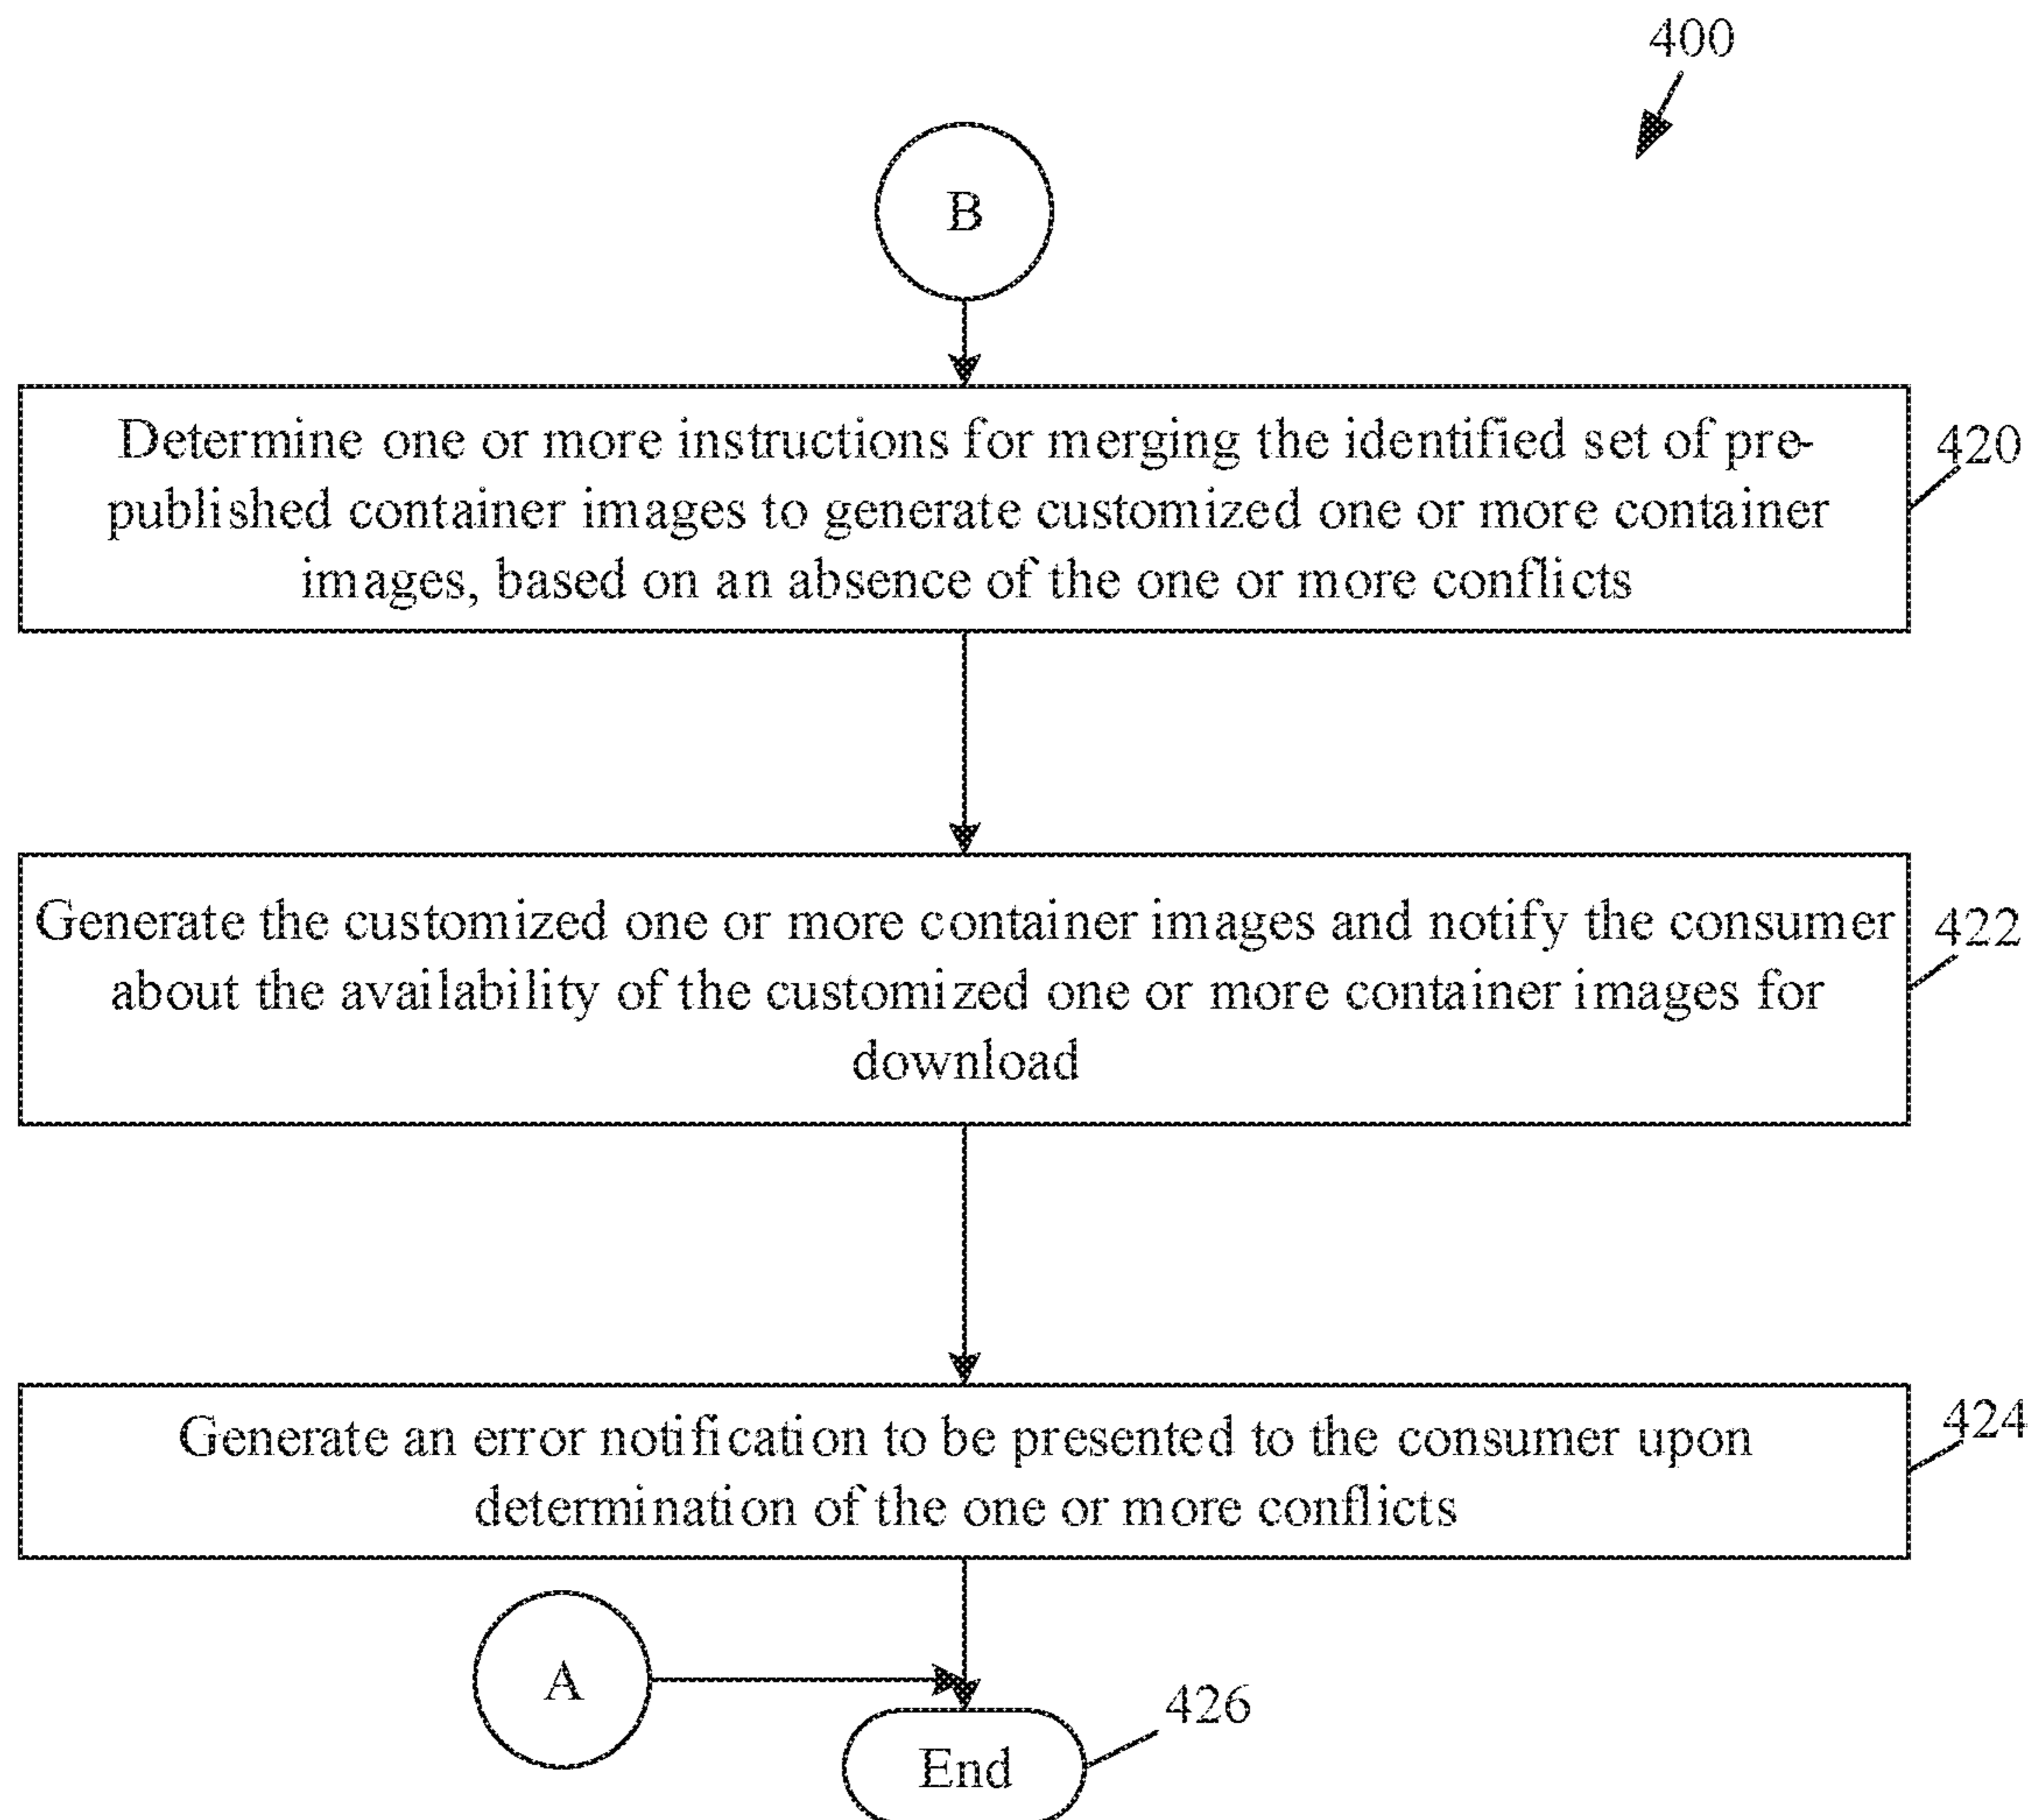 400
B
Determine one or more instructions for merging the identified set of pre-
published container images to generate customized one or more container
images, based on an absence of the one or more conflicts
420
Generate the customized one or more container images and notify the consumer
about the availability of the customized one or more container images for
download
422
Generate an error notification to be presented to the consumer upon
determination of the one or more conflicts
424
A
End
426